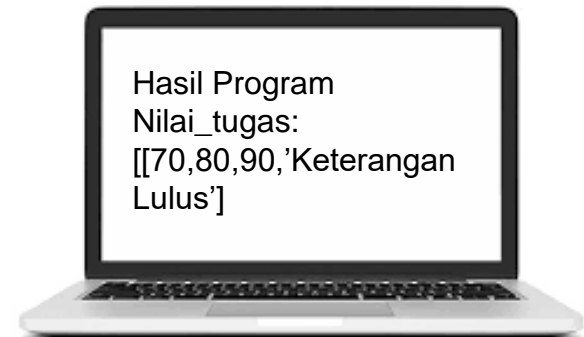 Hasil Program
Nilai_tugas:
[[70,80,90,’Keterangan
Lulus’]